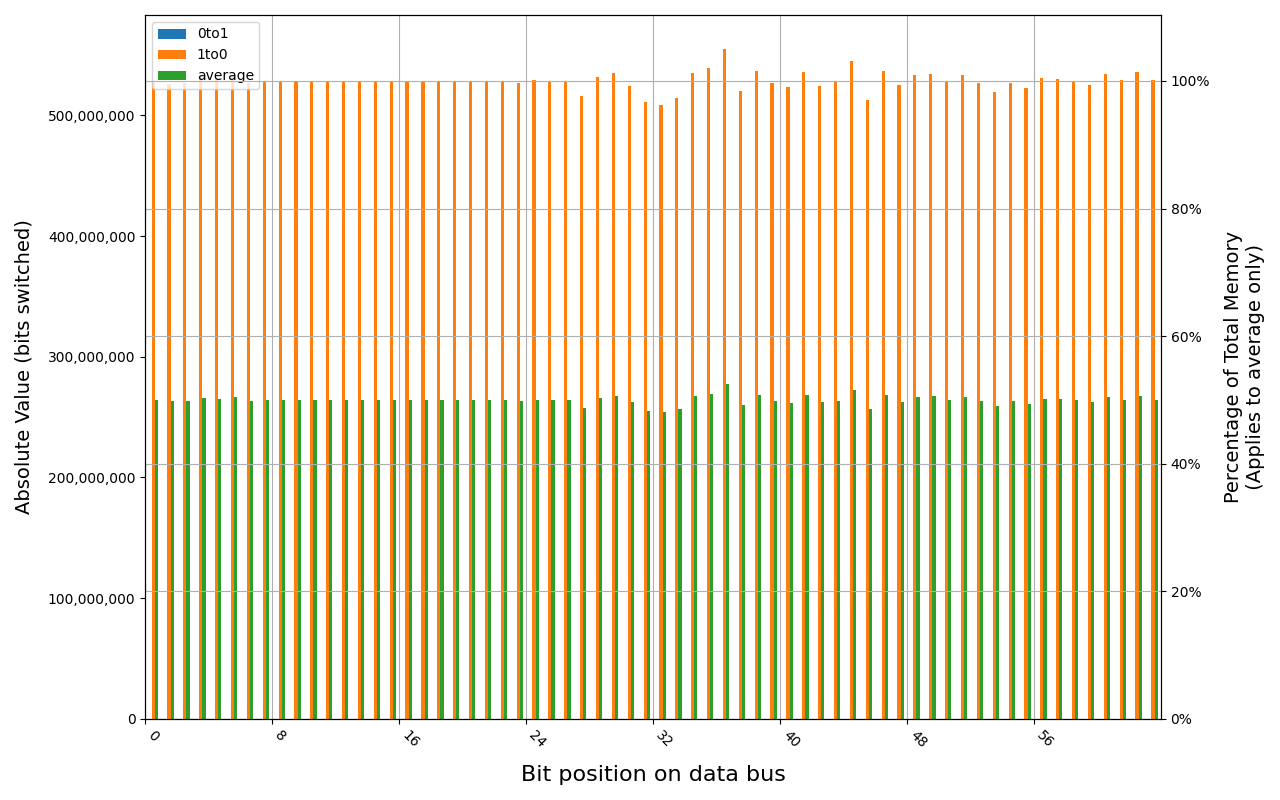 0to1
1to0
average
500,000,000
400,000,000
300,000,000
200,000,000
100,000,000
0
Absolute Value (bits switched)
100%
80%
60%
40%
20%
0%
Percentage of Total Memory
(Applies to average only)
0
8
16
24
32
40
48
56
Bit position on data bus